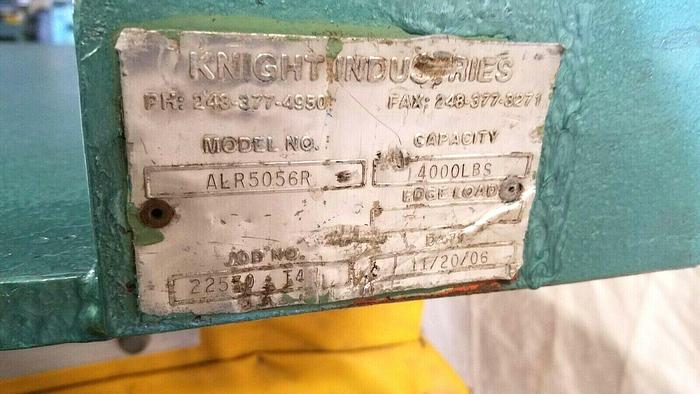 KNIGHT INDUSTRIES
PH: 248-377-4950 FAX: 248-377-3271
MODEL NO. CAPACITY
ALR5056R 4000LBS
EDGE LOAD
JOB NO. DATE
11/20/06